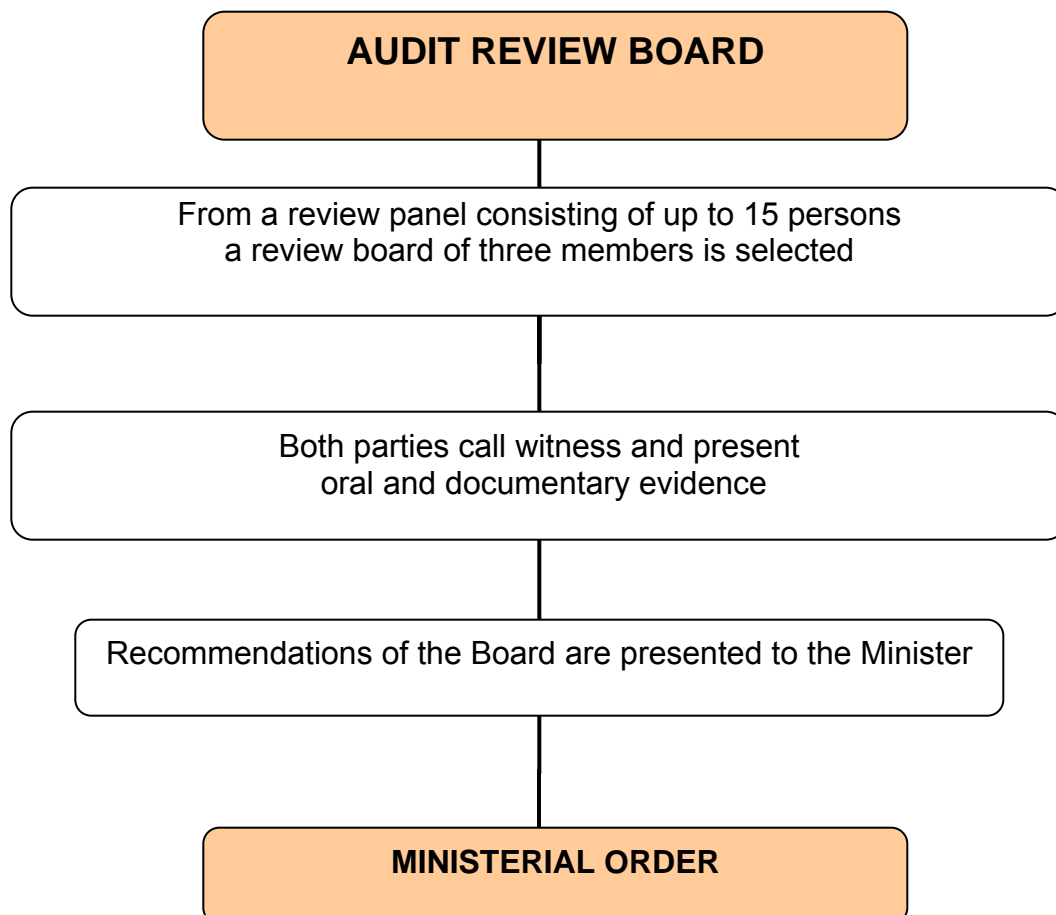 AUDIT REVIEW BOARD
From a review panel consisting of up to 15 persons
a review board of three members is selected
Both parties call witness and present
oral and documentary evidence
Recommendations of the Board are presented to the Minister
MINISTERIAL ORDER